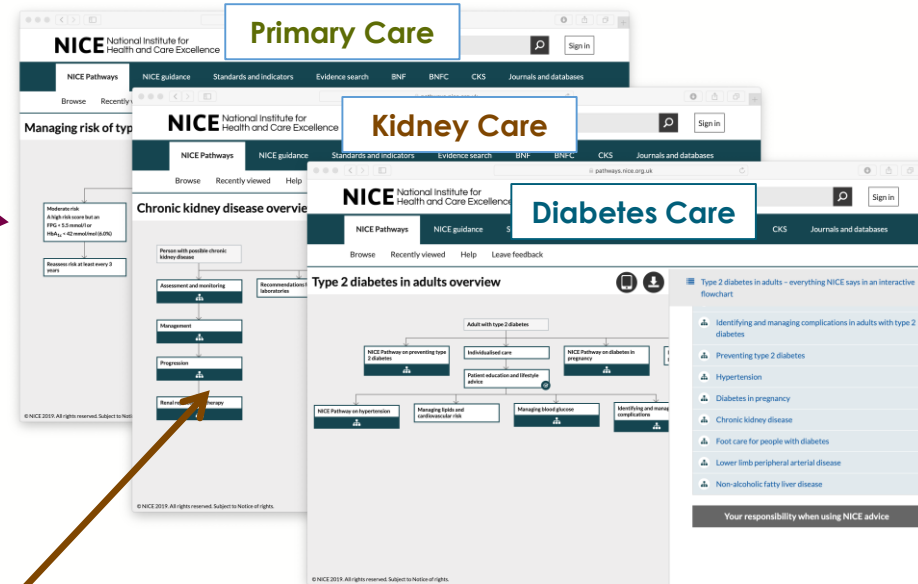 Primary Care
NICE National Institute for
Health and Care Excellence
Sign in
NICE Pathways NICE guidance Standards and indicators Evidence search BNF BNFC CKS Journals and databases
Browse Recently
Managing risk of typ
Moderate risk
A high risk score but an
FPG < 5.5 mmol/l or
HbA1c < 42 mmol/mol (6.0%)
Reassess risk at least every 3
years
© NICE 2019. All rights reserved. Subject to Noti
Kidney Care
NICE National Institute for
Health and Care Excellence
Sign in
NICE Pathways NICE guidance Standards and indicators Evidence search BNF BNFC CKS Journals and databases
Browse Recently viewed Help
Chronic kidney disease overvie
Person with possible chronic
kidney disease
Assessment and monitoring
Recommendations
laboratories
Management
Progression
Renal
therapy
© NICE 2019. All rights reserved. Subject to Notice of rights.
Diabetes Care
pathways.nice.org.uk
NICE National Institute for
Health and Care Excellence
Sign in
NICE Pathways NICE guidance S CKS Journals and databases
Browse Recently viewed Help Leave feedback
Type 2 diabetes in adults overview
Adult with type 2 diabetes
NICE Pathway on preventing type
2 diabetes
Individualised care
NICE Pathway on diabetes in
pregnancy
Patient education and lifestyle
advice
NICE Pathway on hypertension
Managing lipids and
cardiovascular risk
Managing blood glucose
Identifying and manag
complications
Type 2 diabetes in adults – everything NICE says in an interactive
flowchart
Identifying and managing complications in adults with type 2
diabetes
Preventing type 2 diabetes
Hypertension
Diabetes in pregnancy
Chronic kidney disease
Foot care for people with diabetes
Lower limb peripheral arterial disease
Non-alcoholic fatty liver disease
Your responsibility when using NICE advice
© NICE 2019. All rights reserved. Subject to Notice of rights.